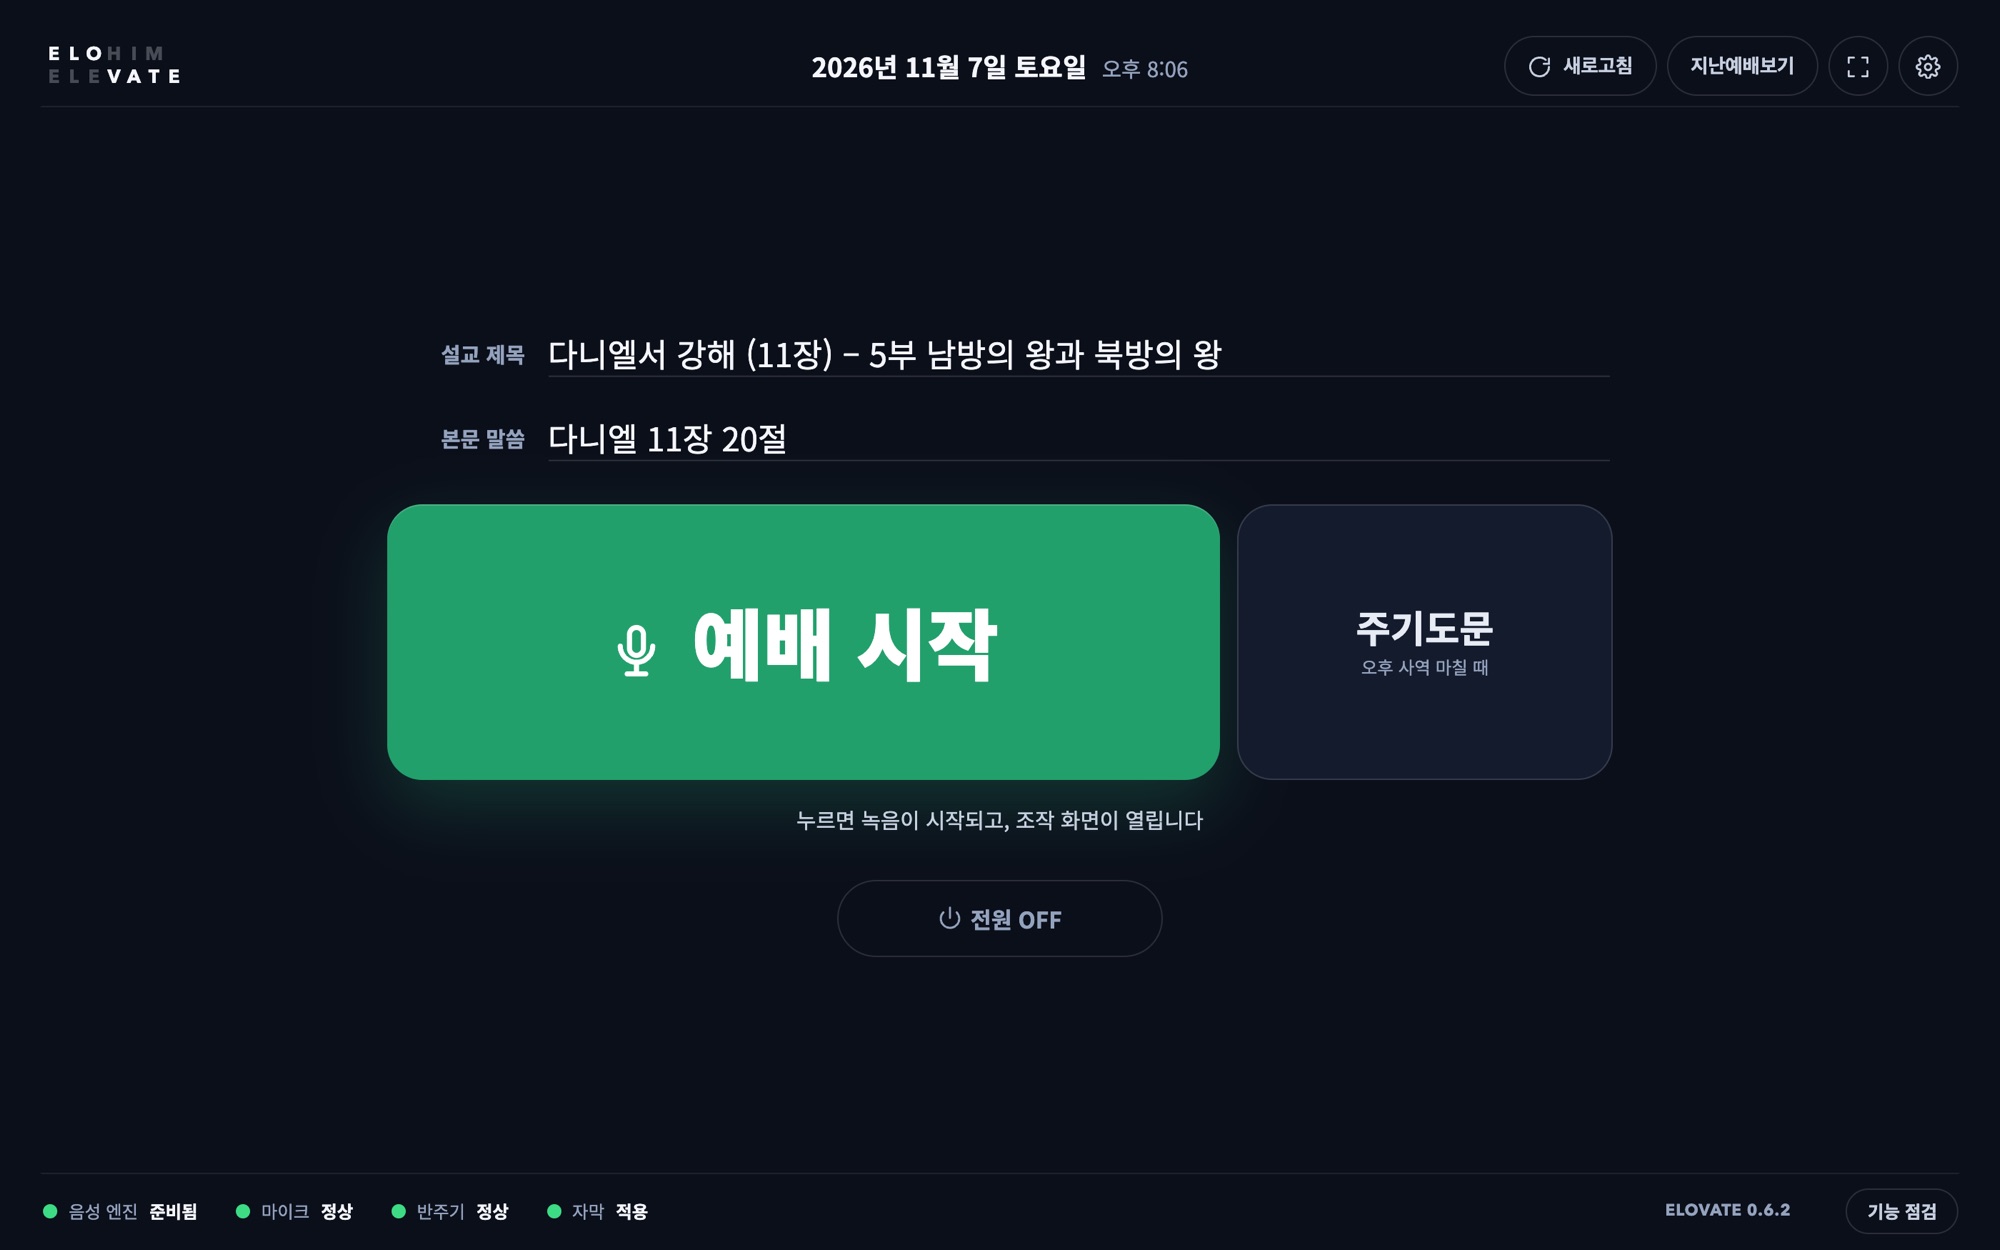 ELOHIM
ELEVATE
2026년 11월 7일 토요일 오후 8:06
새로고침
지난예배보기
설교 제목 다니엘서 강해 (11장) – 5부 남방의 왕과 북방의 왕
본문 말씀 다니엘 11장 20절
예배 시작
주기도문
오후 사역 마칠 때
누르면 녹음이 시작되고, 조작 화면이 열립니다
전원 OFF
음성 엔진 준비됨 마이크 정상 반주기 정상 자막 적용
ELOVATE 0.6.2
기능 점검